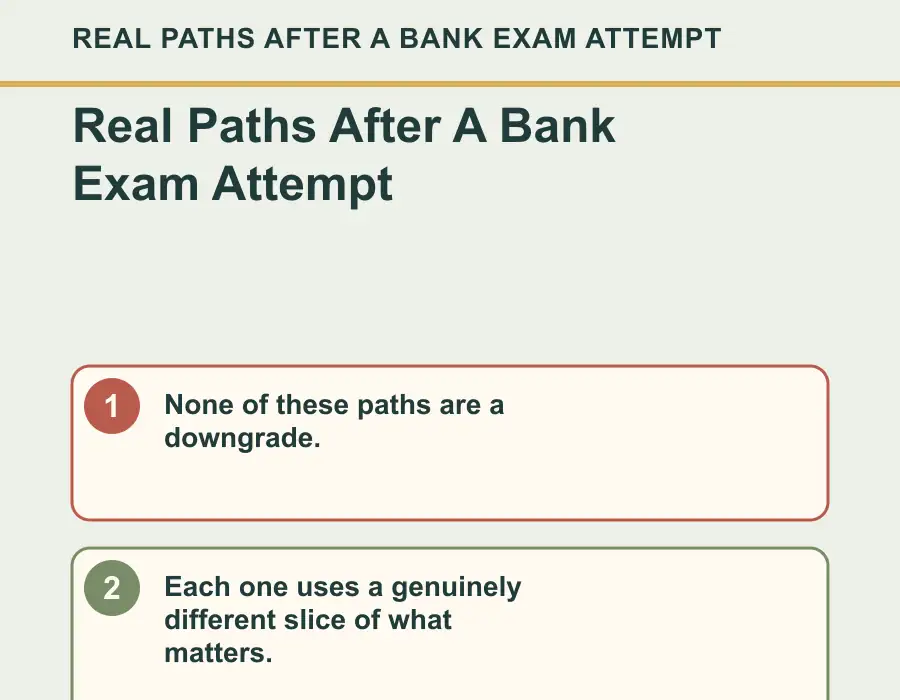 REAL PATHS AFTER A BANK EXAM ATTEMPT
Real Paths After A Bank
Exam Attempt
1
None of these paths are a
downgrade.
2
Each one uses a genuinely
different slice of what
matters.